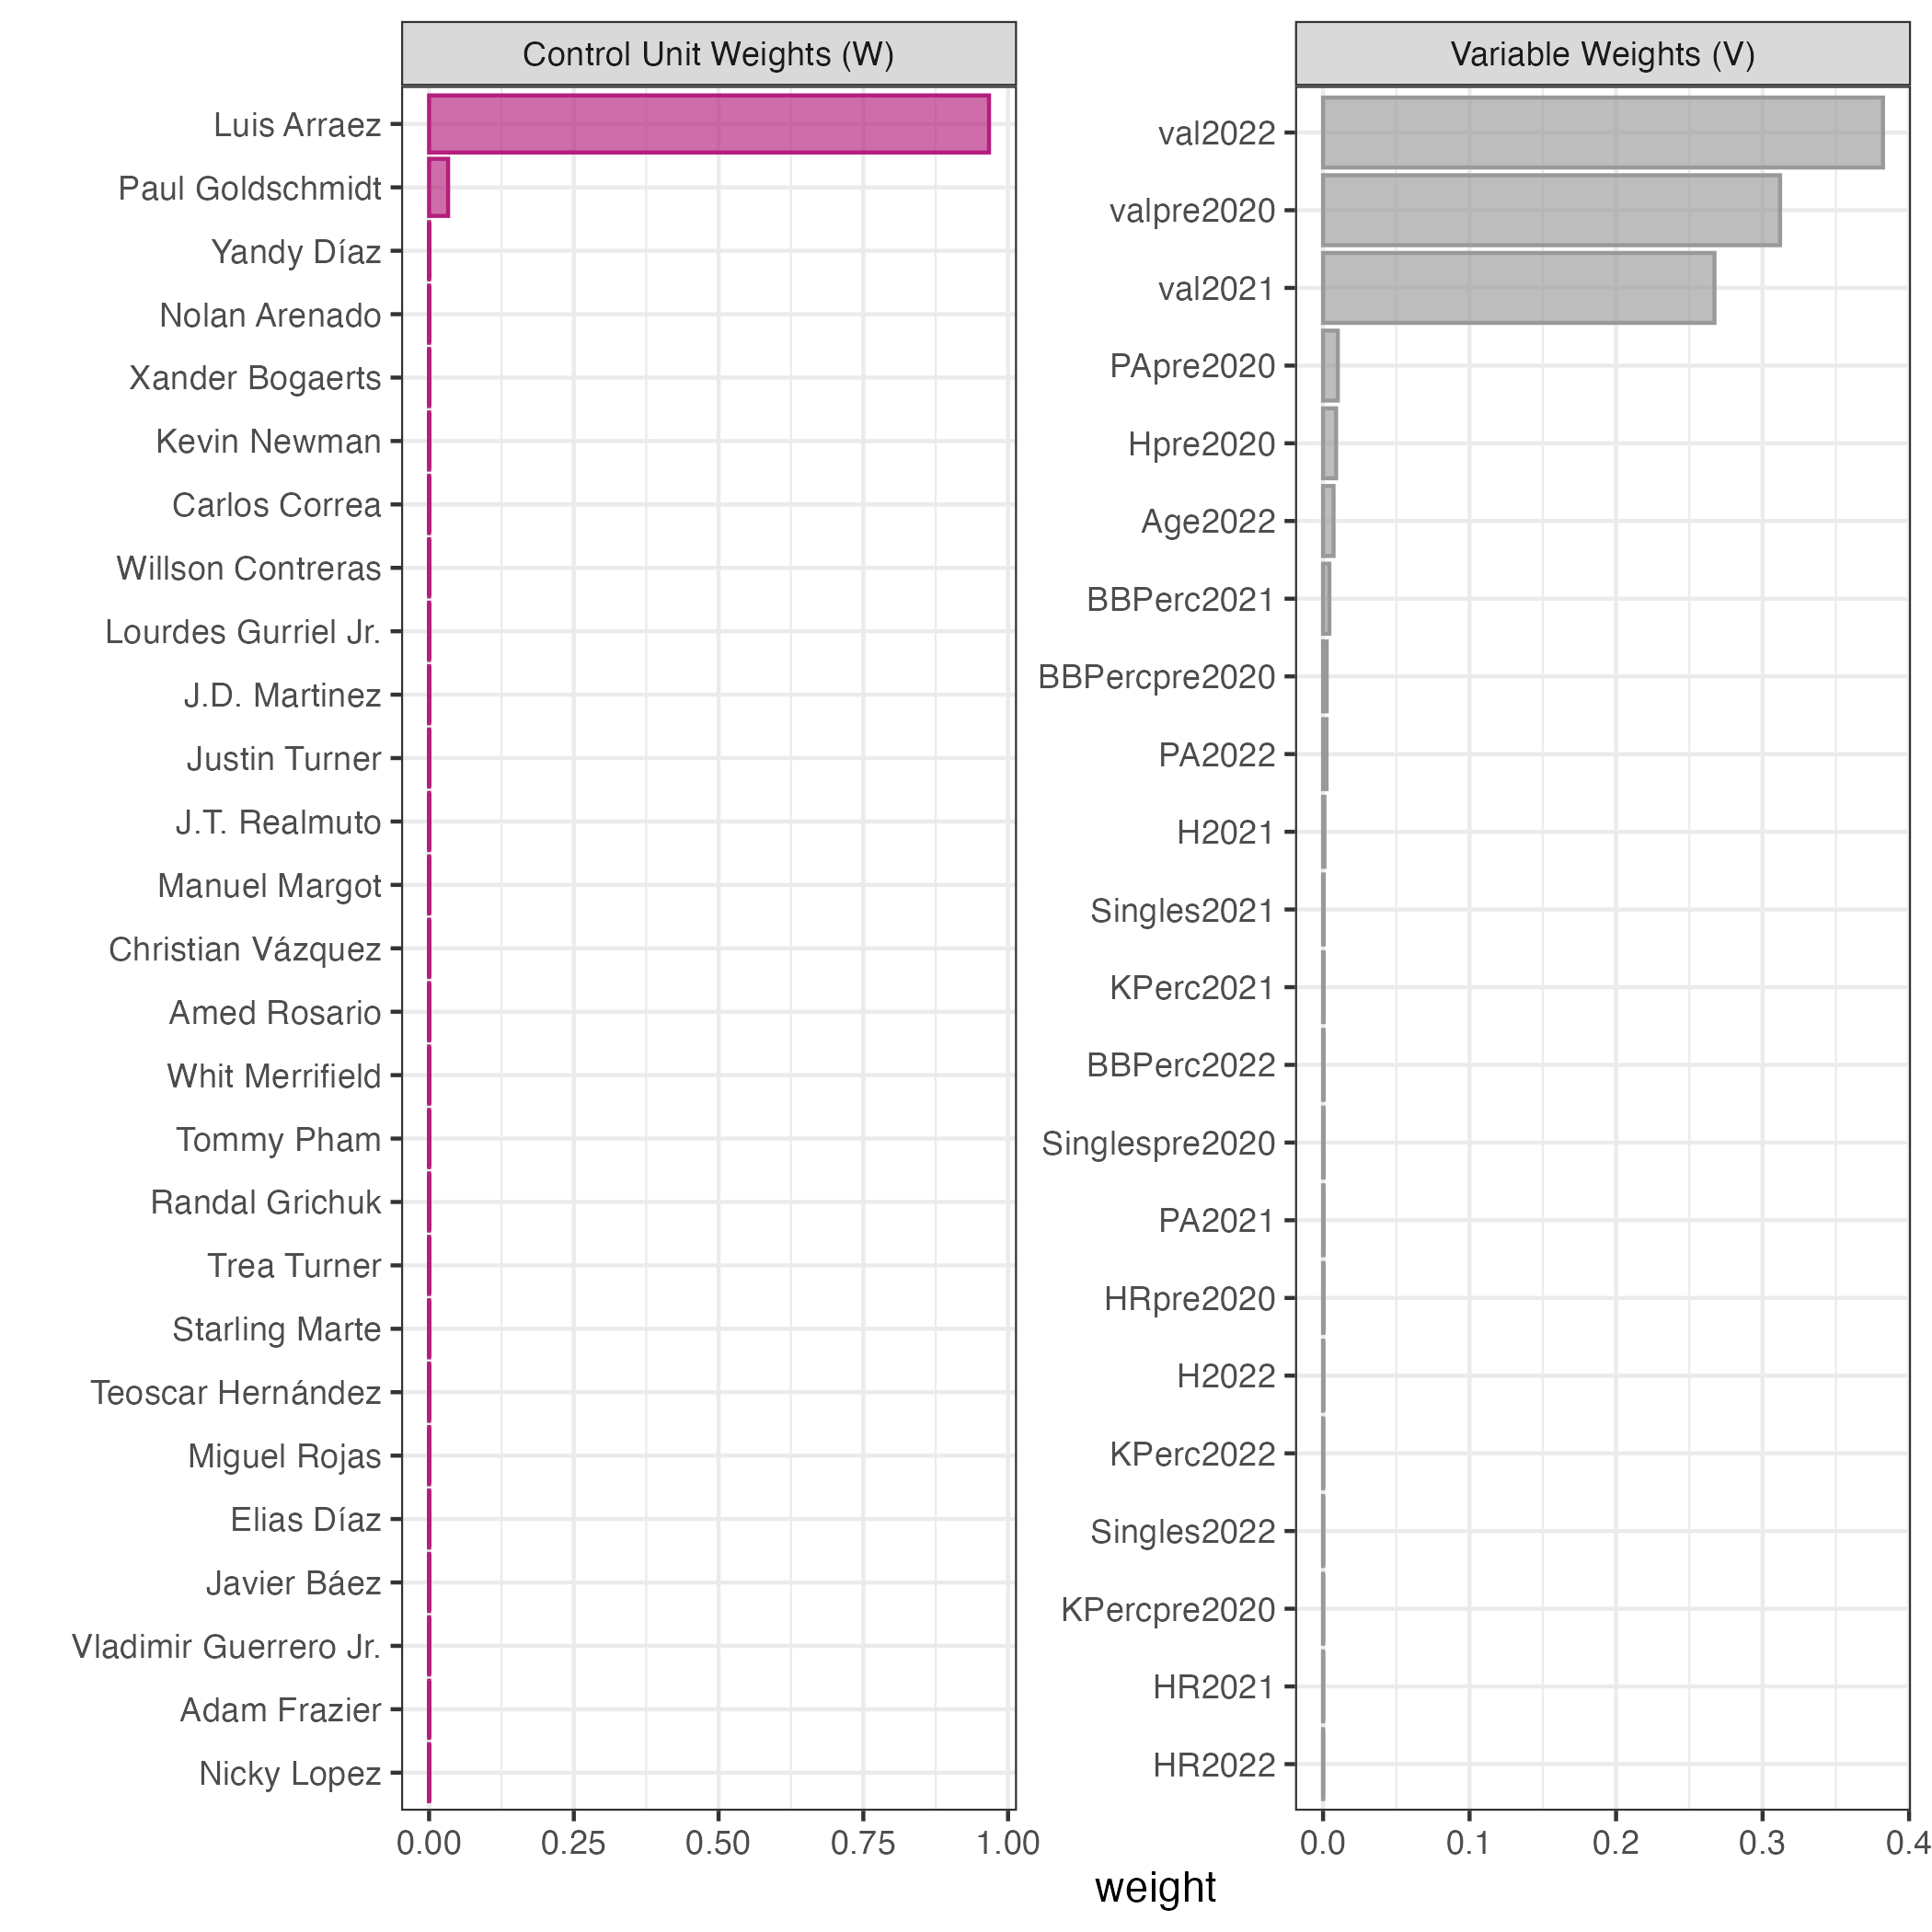 Control Unit Weights (W)
Luis Arraez
Paul Goldschmidt
Yandy Díaz
Nolan Arenado
Xander Bogaerts
Kevin Newman
Carlos Correa
Willson Contreras
Lourdes Gurriel Jr.
J.D. Martinez
Justin Turner
J.T. Realmuto
Manuel Margot
Christian Vázquez
Amed Rosario
Whit Merrifield
Tommy Pham
Randal Grichuk
Trea Turner
Starling Marte
Teoscar Hernández
Miguel Rojas
Elias Díaz
Javier Báez
Vladimir Guerrero Jr.
Adam Frazier
Nicky Lopez
0.00 0.25 0.50 0.75 1.00
Variable Weights (V)
val2022
valpre2020
val2021
PApre2020
Hpre2020
Age2022
BBPerc2021
BBPercpre2020
PA2022
H2021
Singles2021
KPerc2021
BBPerc2022
Singlespre2020
PA2021
HRpre2020
H2022
KPerc2022
Singles2022
KPercpre2020
HR2021
HR2022
0.0 0.1 0.2 0.3 0.4
weight